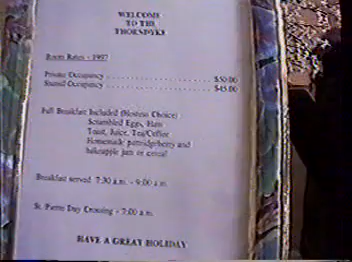 WELCOME
TO THE
THORNDYKE
Room Rates - 1997
Private Occupancy . . . . . . . . . . . . . . . . . . . . . . . $50.00
Shared Occupancy . . . . . . . . . . . . . . . . . . . . . . . $45.00
Full Breakfast Included (Hostess Choice)
Scrambled Eggs, Ham
Toast, Juice, Tea/Coffee
Homemade partridgeberry and
bakeapple jam or cereal
Breakfast served 7:30 a.m. - 9:00 a.m.
St. Pierre Day Crossing - 7:00 a.m.
HAVE A GREAT HOLIDAY